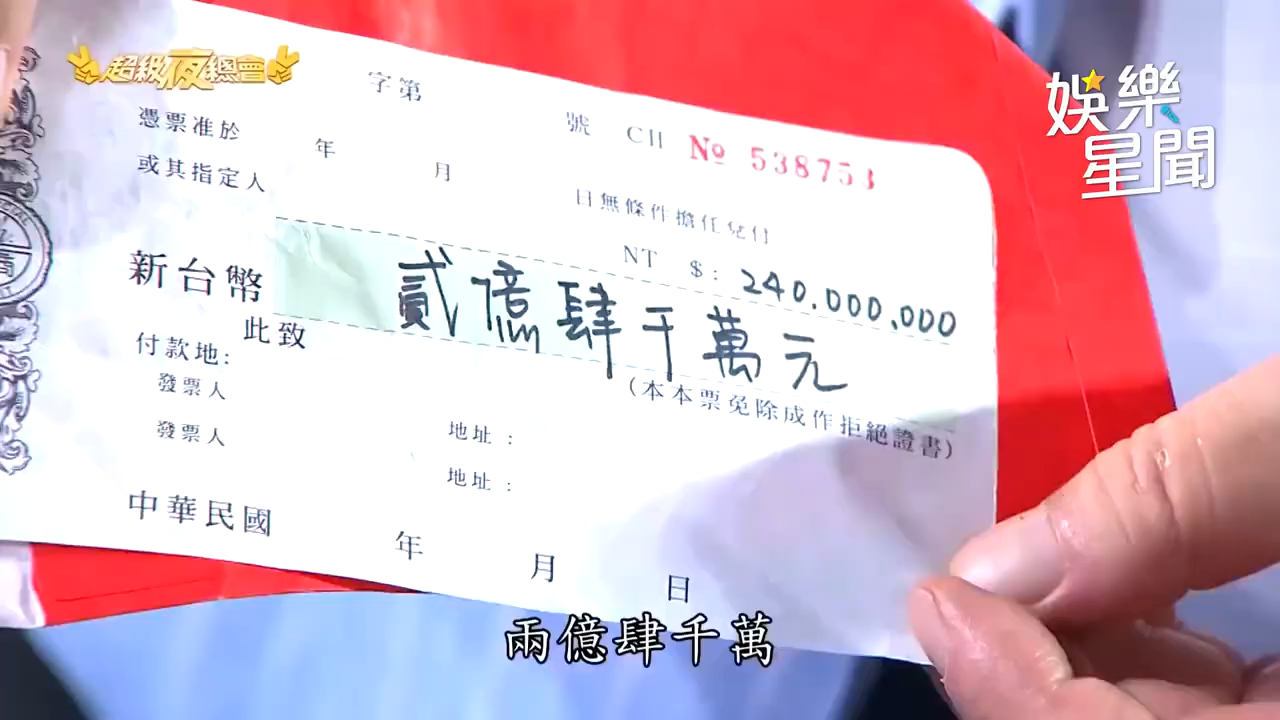 超級夜總會
娛樂
星聞
字第
號 CH № 538753
憑票准於 年 月 日無條件擔任兌付
或其指定人
NT $: 240.000,000
新台幣 貳億肆千萬元
此致
(本本票免除成作拒絕證書)
付款地:
發票人 地址:
發票人 地址:
中華民國 年 月 日
兩億肆千萬